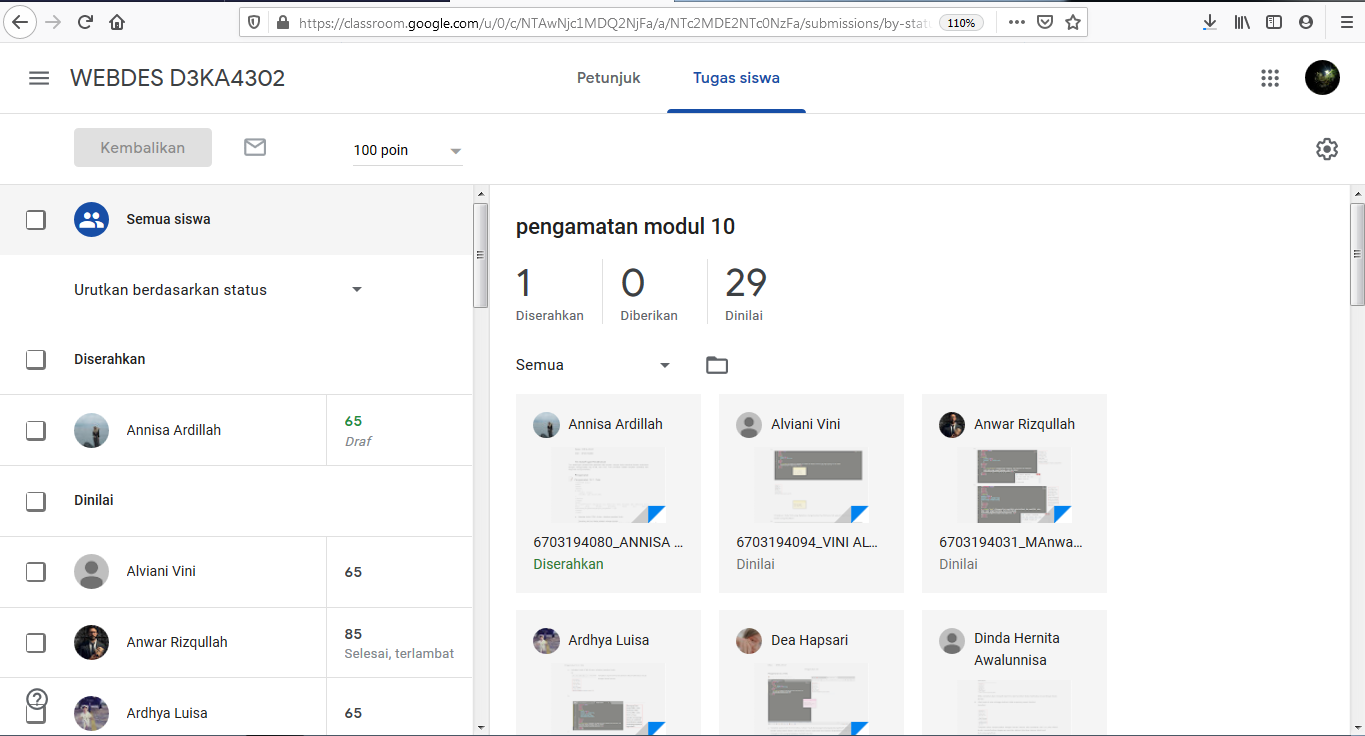 https://classroom.google.com/u/0/c/NTAwNjc1MDQ2NjFa/a/NTc2MDE2NTc0NzFa/submissions/by-stat
110%
WEBDES D3KA4302
Petunjuk
Tugas siswa
Kembalikan
100 poin
Semua siswa
Urutkan berdasarkan status
Diserahkan
Annisa Ardillah
65
Draf
Dinilai
Alviani Vini
65
Anwar Rizqullah
85
Selesai, terlambat
Ardhya Luisa
65
pengamatan modul 10
1 0 29
Diserahkan Diberikan Dinilai
Semua
Annisa Ardillah
6703194080_ANNISA ...
Diserahkan
Alviani Vini
6703194094_VINI AL...
Dinilai
Anwar Rizqullah
6703194031_MAnwa...
Dinilai
Ardhya Luisa
Dea Hapsari
Dinda Hernita
Awalunnisa